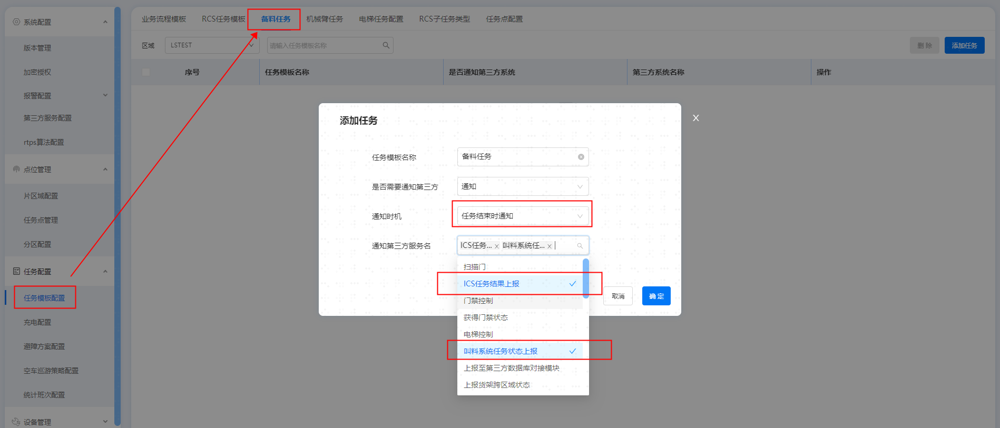 系统配置
版本管理
加密授权
报警配置
第三方服务配置
rtps算法配置
点位管理
片区域配置
任务点管理
分区配置
任务配置
任务模板配置
充电配置
避障方案配置
空车巡游策略配置
统计班次配置
设备管理
业务流程模板 RCS任务模板 备料任务 机械臂任务 电梯任务配置 RCS子任务类型 任务点配置
区域 LSTEST 请输入任务模板名称 删 除 添加任务
序号 任务模板名称 是否通知第三方系统 第三方系统名称 操作
添加任务 X
任务模板名称 备料任务
是否需要通知第三方 通知
通知时机 任务结束时通知
通知第三方服务名 ICS任务... x 叫料系统任... x
扫描门
ICS任务结果上报
门禁控制
获得门禁状态
电梯控制
叫料系统任务状态上报
上报至第三方数据库对接模块
上报货架跨区域状态
取消 确 定